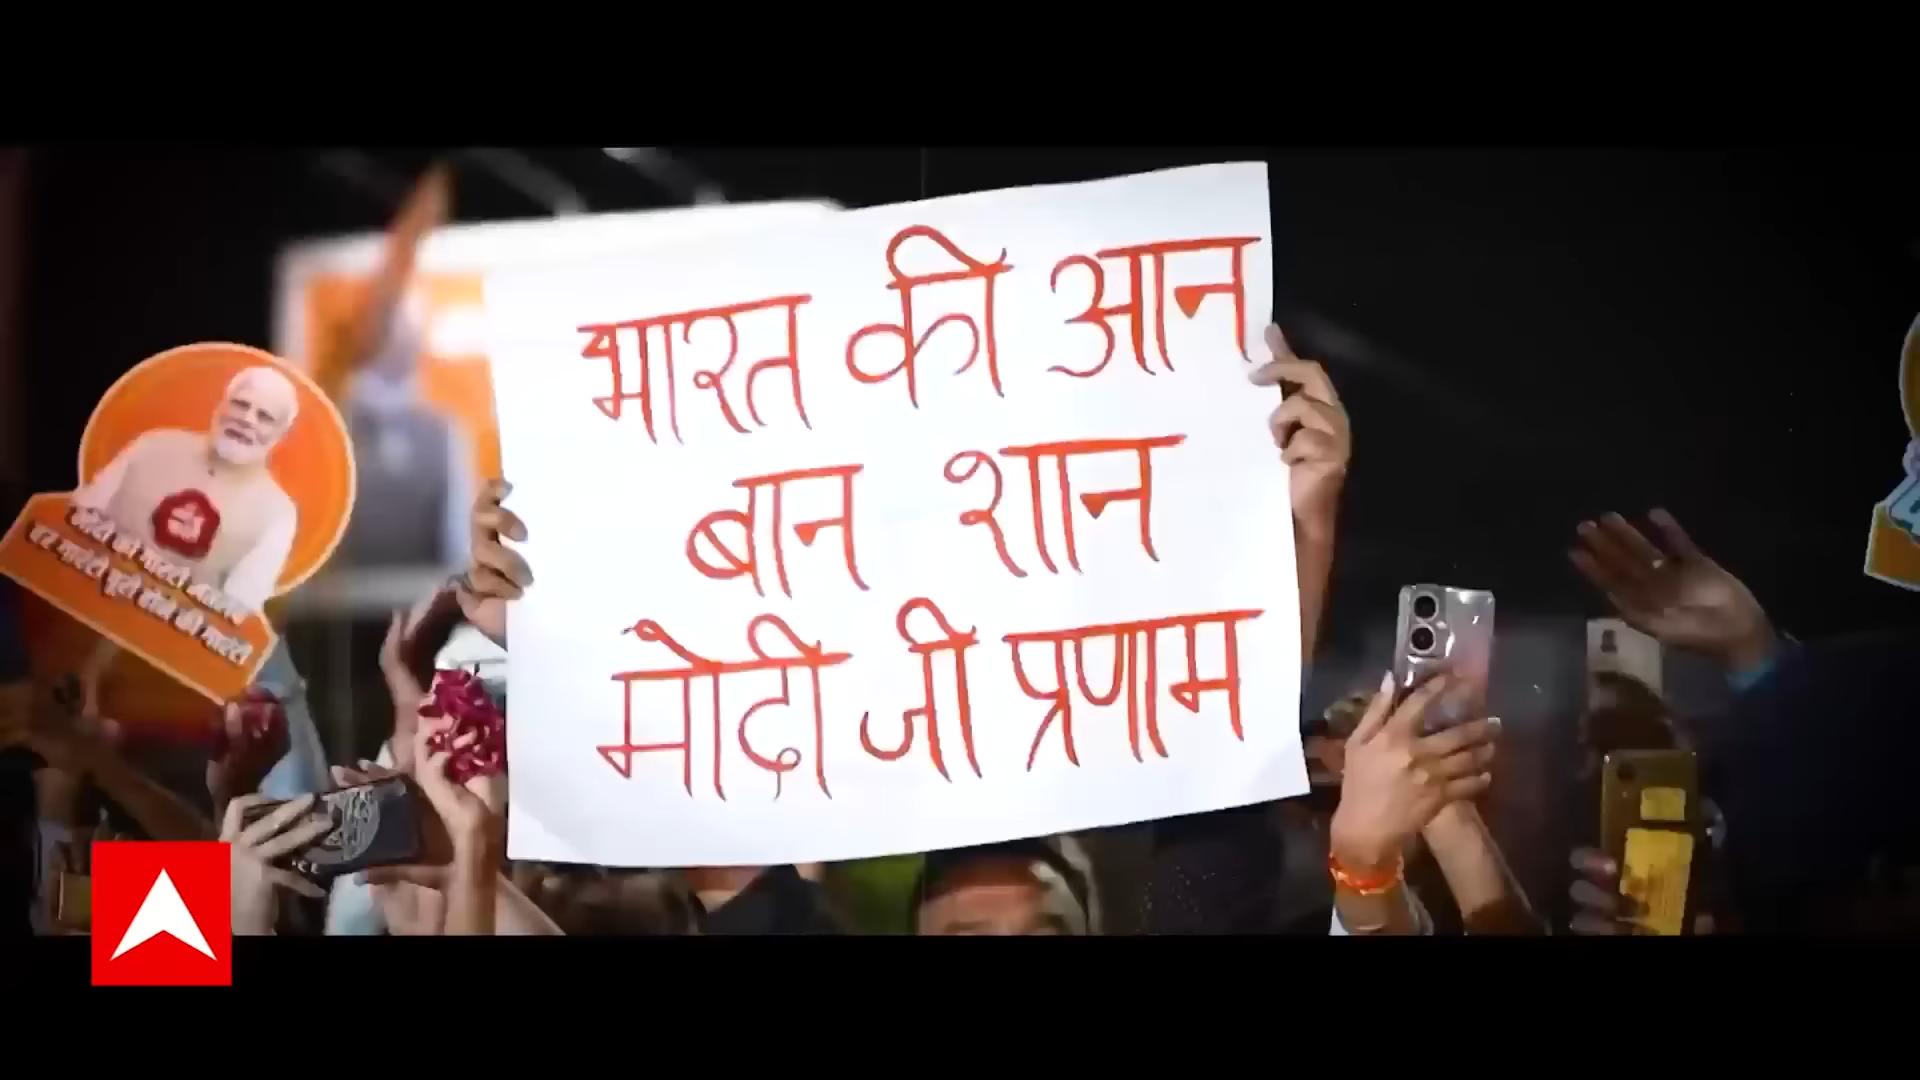 भारत की आन
बान शान
मोदी जी प्रणाम